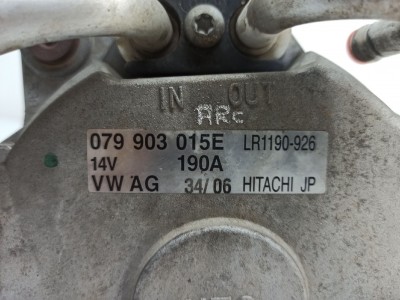 IN OUT
ARC
079 903 015E LR1190-926
14V 190A
VW AG 34/06 HITACHI JP